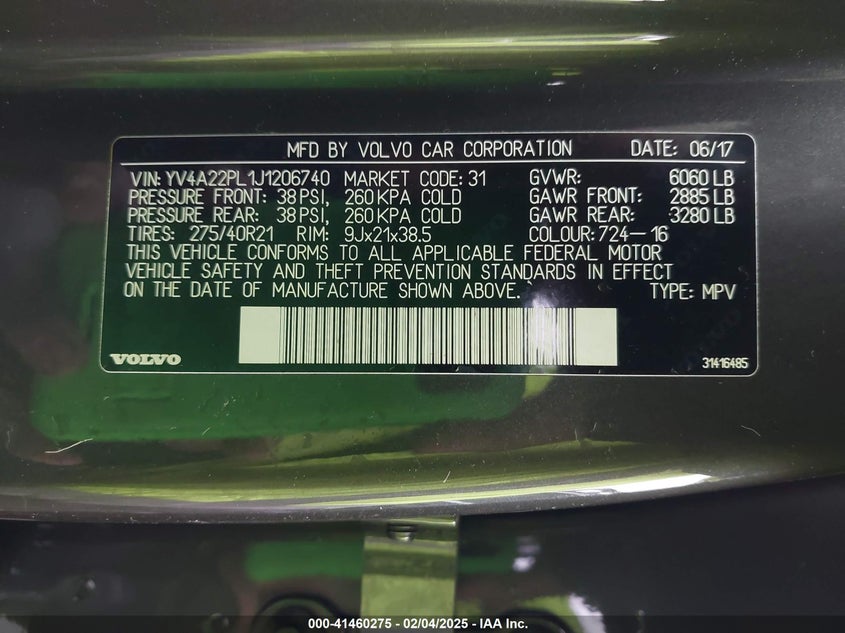 MFD BY VOLVO CAR CORPORATION DATE: 06/17
VIN: YV4A22PL1J1206740 MARKET CODE: 31 GVWR: 6060 LB
PRESSURE FRONT: 38 PSI, 260 KPA COLD GAWR FRONT: 2885 LB
PRESSURE REAR: 38 PSI, 260 KPA COLD GAWR REAR: 3280 LB
TIRES: 275/40R21 RIM: 9Jx21x38.5 COLOUR: 724-16
THIS VEHICLE CONFORMS TO ALL APPLICABLE FEDERAL MOTOR
VEHICLE SAFETY AND THEFT PREVENTION STANDARDS IN EFFECT
ON THE DATE OF MANUFACTURE SHOWN ABOVE. TYPE: MPV
VOLVO 31416485
000-41460275 - 02/04/2025 - IAA Inc.